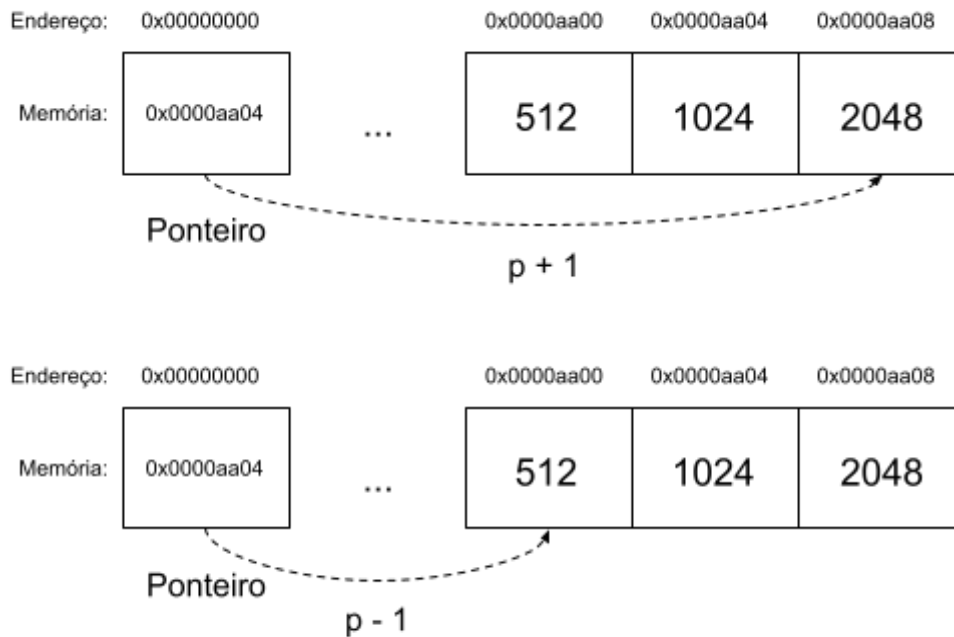 Endereço: 0x00000000 0x0000aa00 0x0000aa04 0x0000aa08
Memória: 0x0000aa04 ... 512 1024 2048
Ponteiro
p + 1
Endereço: 0x00000000 0x0000aa00 0x0000aa04 0x0000aa08
Memória: 0x0000aa04 ... 512 1024 2048
Ponteiro
p - 1